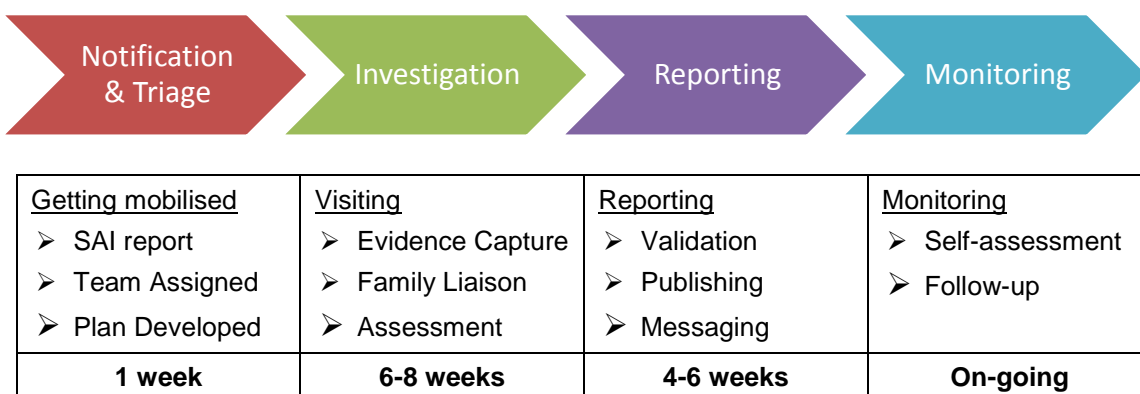 Notification
& Triage
Investigation
Reporting
Monitoring
Getting mobilised
➢ SAI report
➢ Team Assigned
➢ Plan Developed
Visiting
➢ Evidence Capture
➢ Family Liaison
➢ Assessment
Reporting
➢ Validation
➢ Publishing
➢ Messaging
Monitoring
➢ Self-assessment
➢ Follow-up
1 week
6-8 weeks
4-6 weeks
On-going